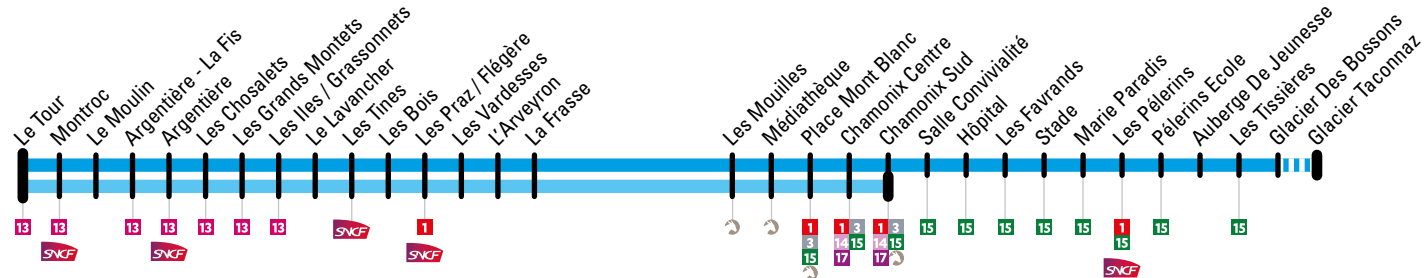 Le Tour
Montroc
Le Moulin
Argentière - La Fis
Argentière
Les Chosalets
Les Grands Montets
Les Iles / Grassonnets
Le Lavancher
Les Tines
Les Bois
Les Praz / Flégère
Les Vardesses
L'Arveyron
La Frasse
Les Mouilles
Médiathèque
Place Mont Blanc
Chamonix Centre
Chamonix Sud
Salle Convivialité
Hôpital
Les Favrands
Stade
Marie Paradis
Les Pélerins
Pélerins Ecole
Auberge De Jeunesse
Les Tissières
Glacier Des Bossons
Glacier Taconnaz
13 13 13 13 13 13 13 1 1 1 3 1 3 15 15 15 15 15 1 15 15
SNCF 3 14 15 14 15 15
SNCF SNCF SNCF 15 17 17 SNCF